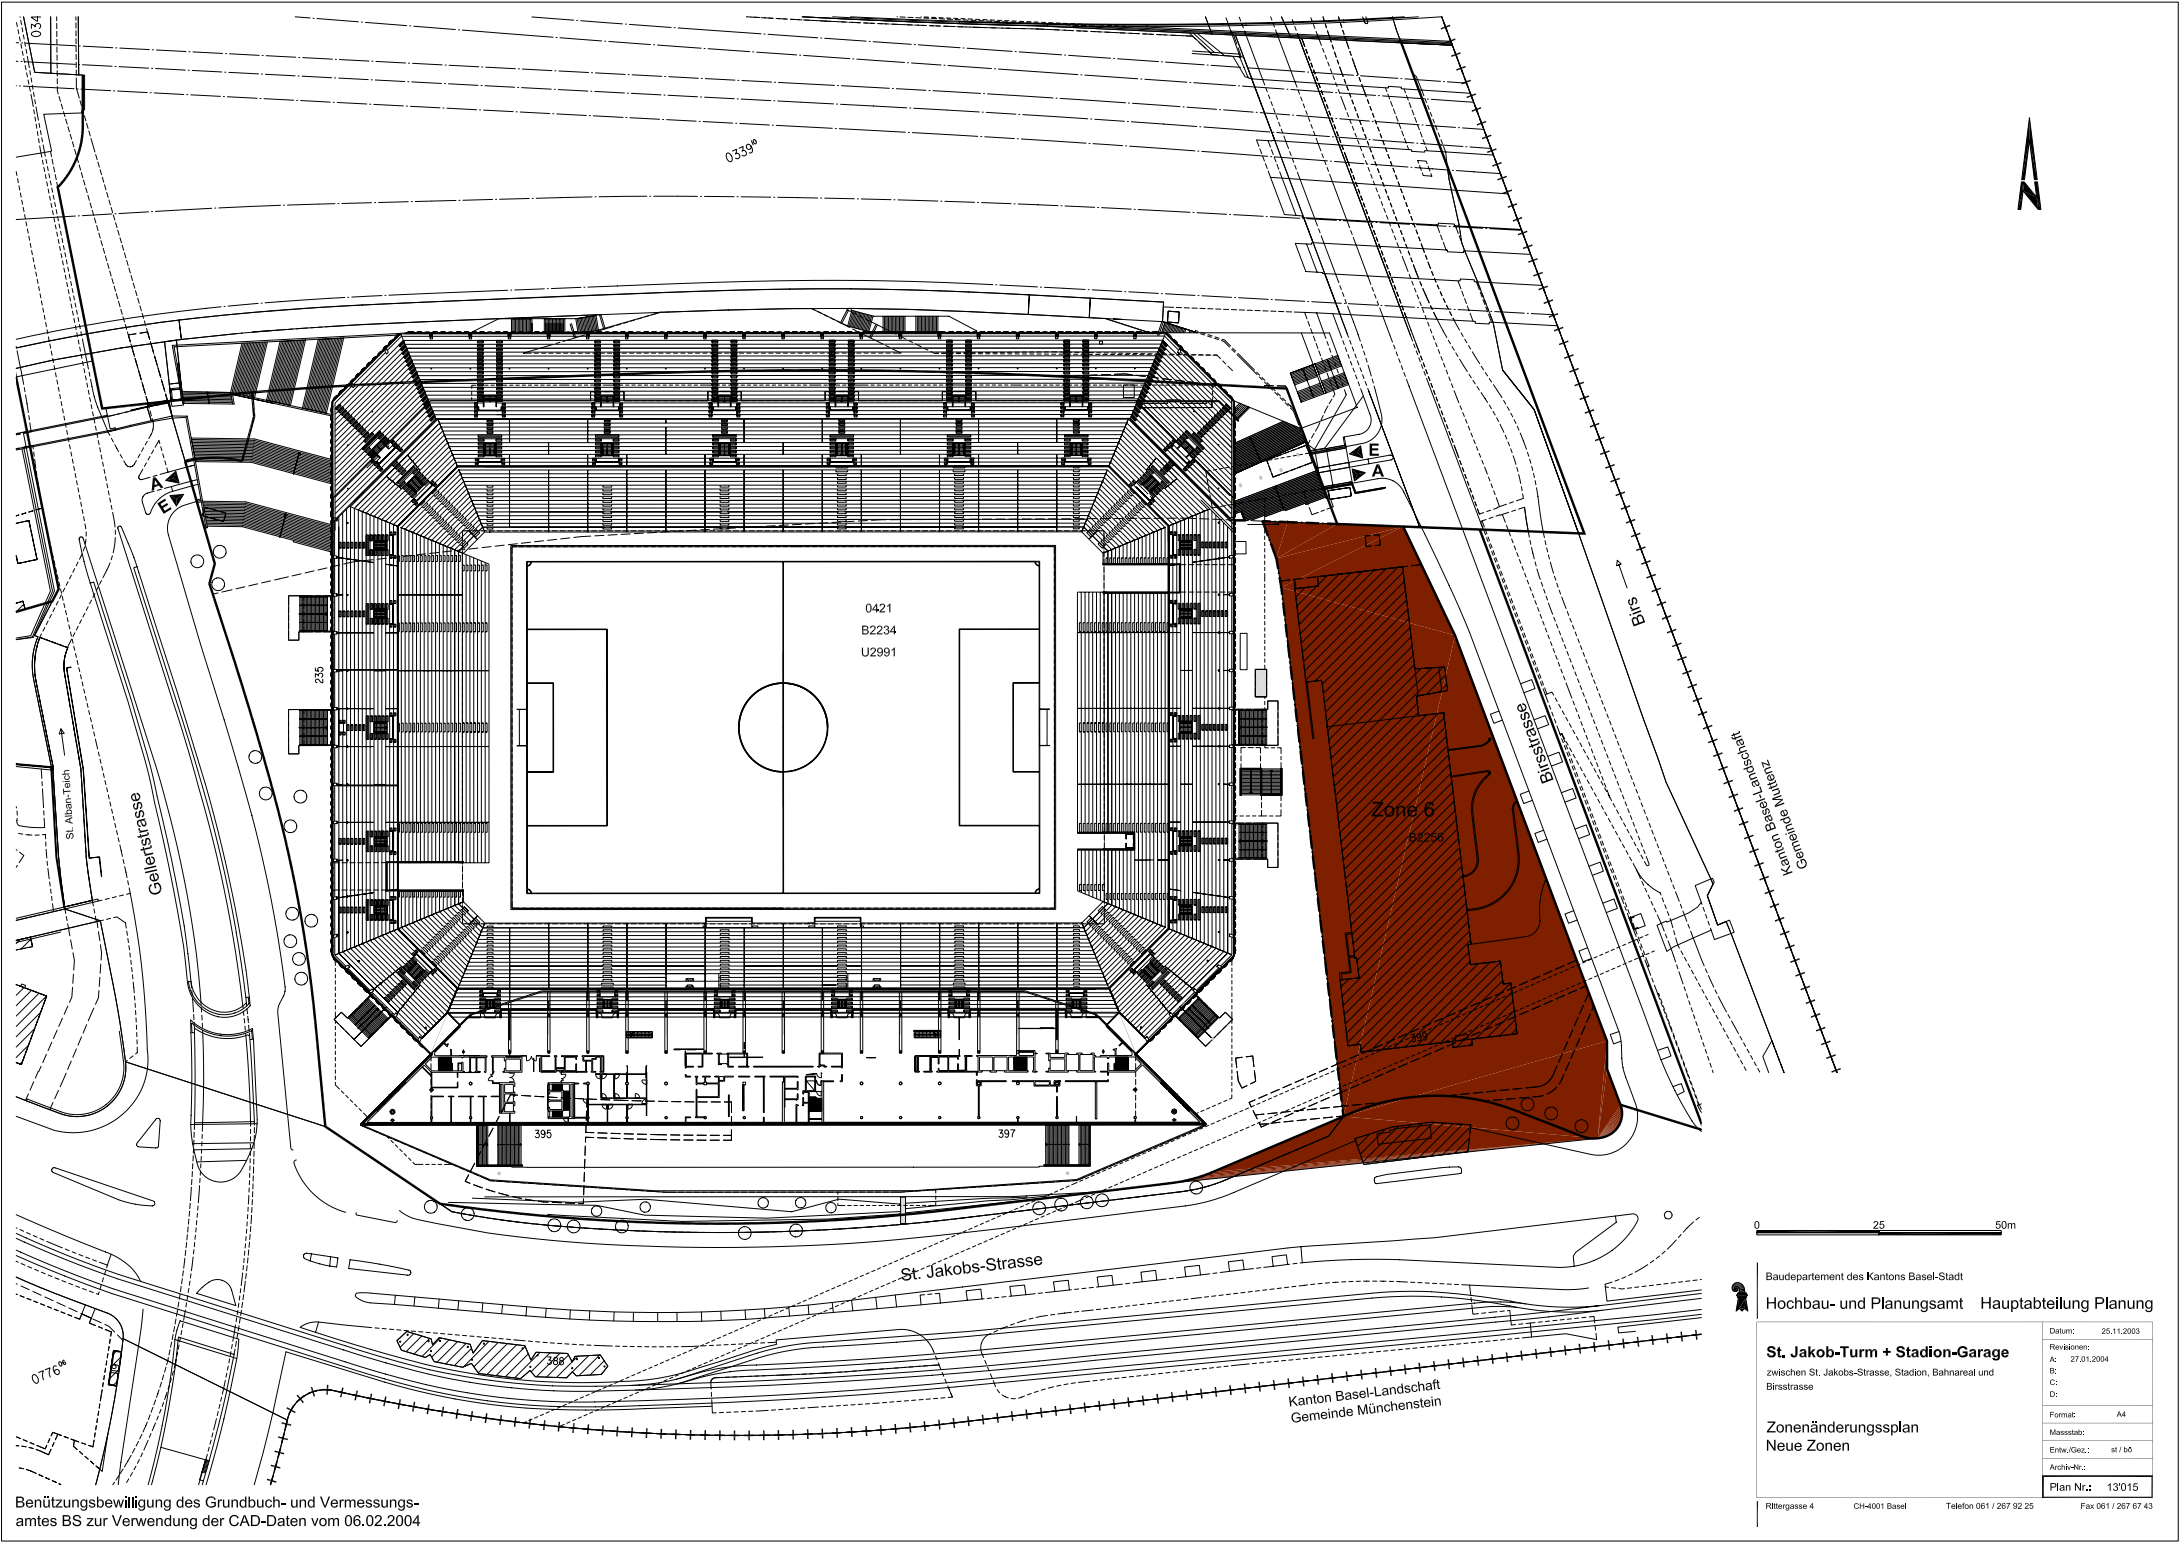 034
0339⁰
N
E
A
A
E
0421
B2234
U2991
235
St. Alban-Teich
Gellertstrasse
Birs
Birsstrasse
Kanton Basel-Landschaft
Gemeinde Muttenz
Zone 6
B2256
399
395
397
St. Jakobs-Strasse
388
0776⁰⁶
Kanton Basel-Landschaft
Gemeinde Münchenstein
0 25 50m
Baudepartement des Kantons Basel-Stadt
Hochbau- und Planungsamt Hauptabteilung Planung
St. Jakob-Turm + Stadion-Garage
zwischen St. Jakobs-Strasse, Stadion, Bahnareal und
Birsstrasse
Zonenänderungssplan
Neue Zonen
Datum: 25.11.2003
Revisionen:
A: 27.01.2004
B:
C:
D:
Format: A4
Massstab:
Entw./Gez.: st / bö
Archiv-Nr.:
Plan Nr.: 13'015
Rittergasse 4 CH-4001 Basel Telefon 061 / 267 92 25 Fax 061 / 267 67 43
Benützungsbewilligung des Grundbuch- und Vermessungs-
amtes BS zur Verwendung der CAD-Daten vom 06.02.2004